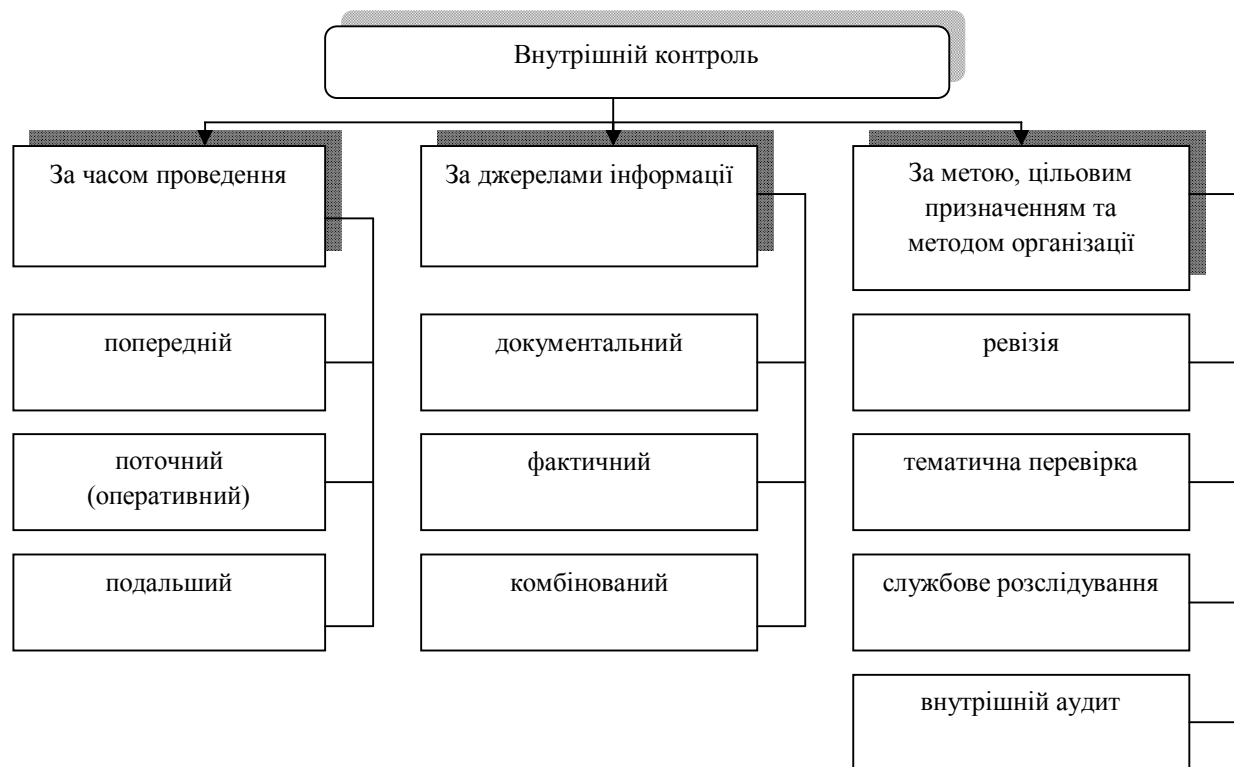 Внутрішній контроль
За часом проведення
попередній
поточний
(оперативний)
подальший
За джерелами інформації
документальний
фактичний
комбінований
За метою, цільовим
призначенням та
методом організації
ревізія
тематична перевірка
службове розслідування
внутрішній аудит